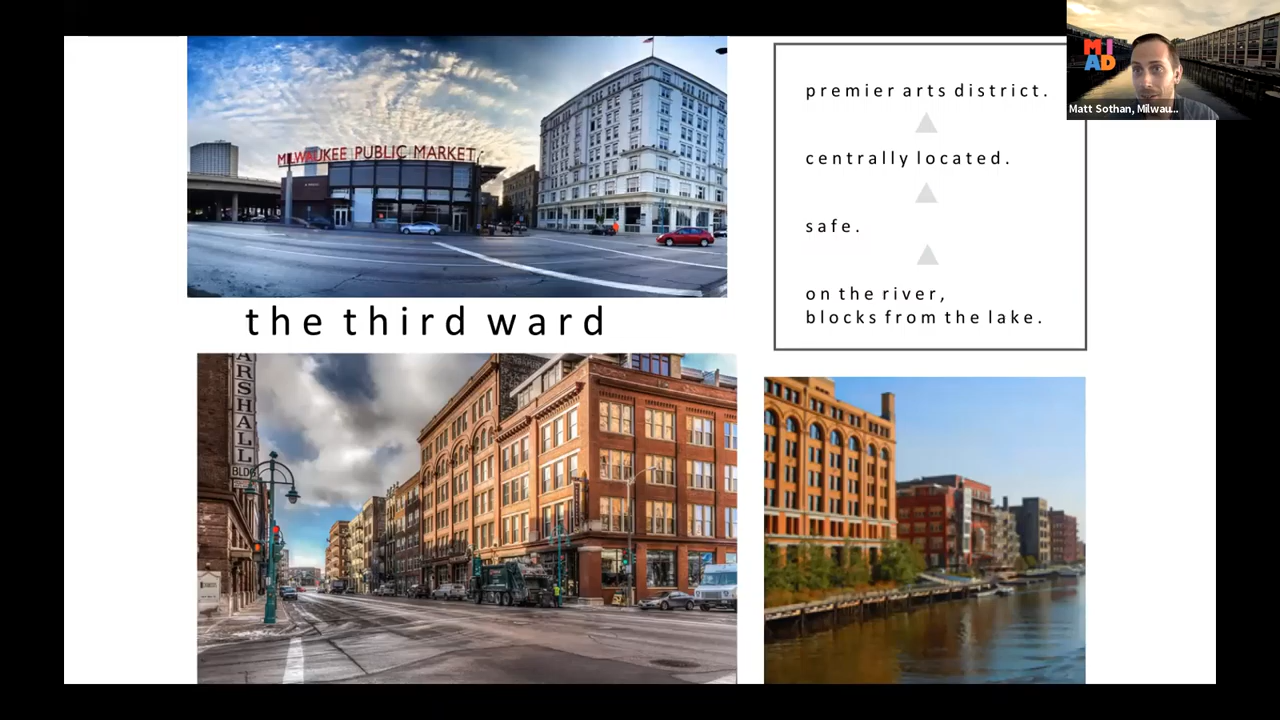 MILWAUKEE PUBLIC MARKET
the third ward
premier arts district.
centrally located.
safe.
on the river,
blocks from the lake.
MI
AD
Matt Sothan, Milwau...
ARSHALL
BLDG